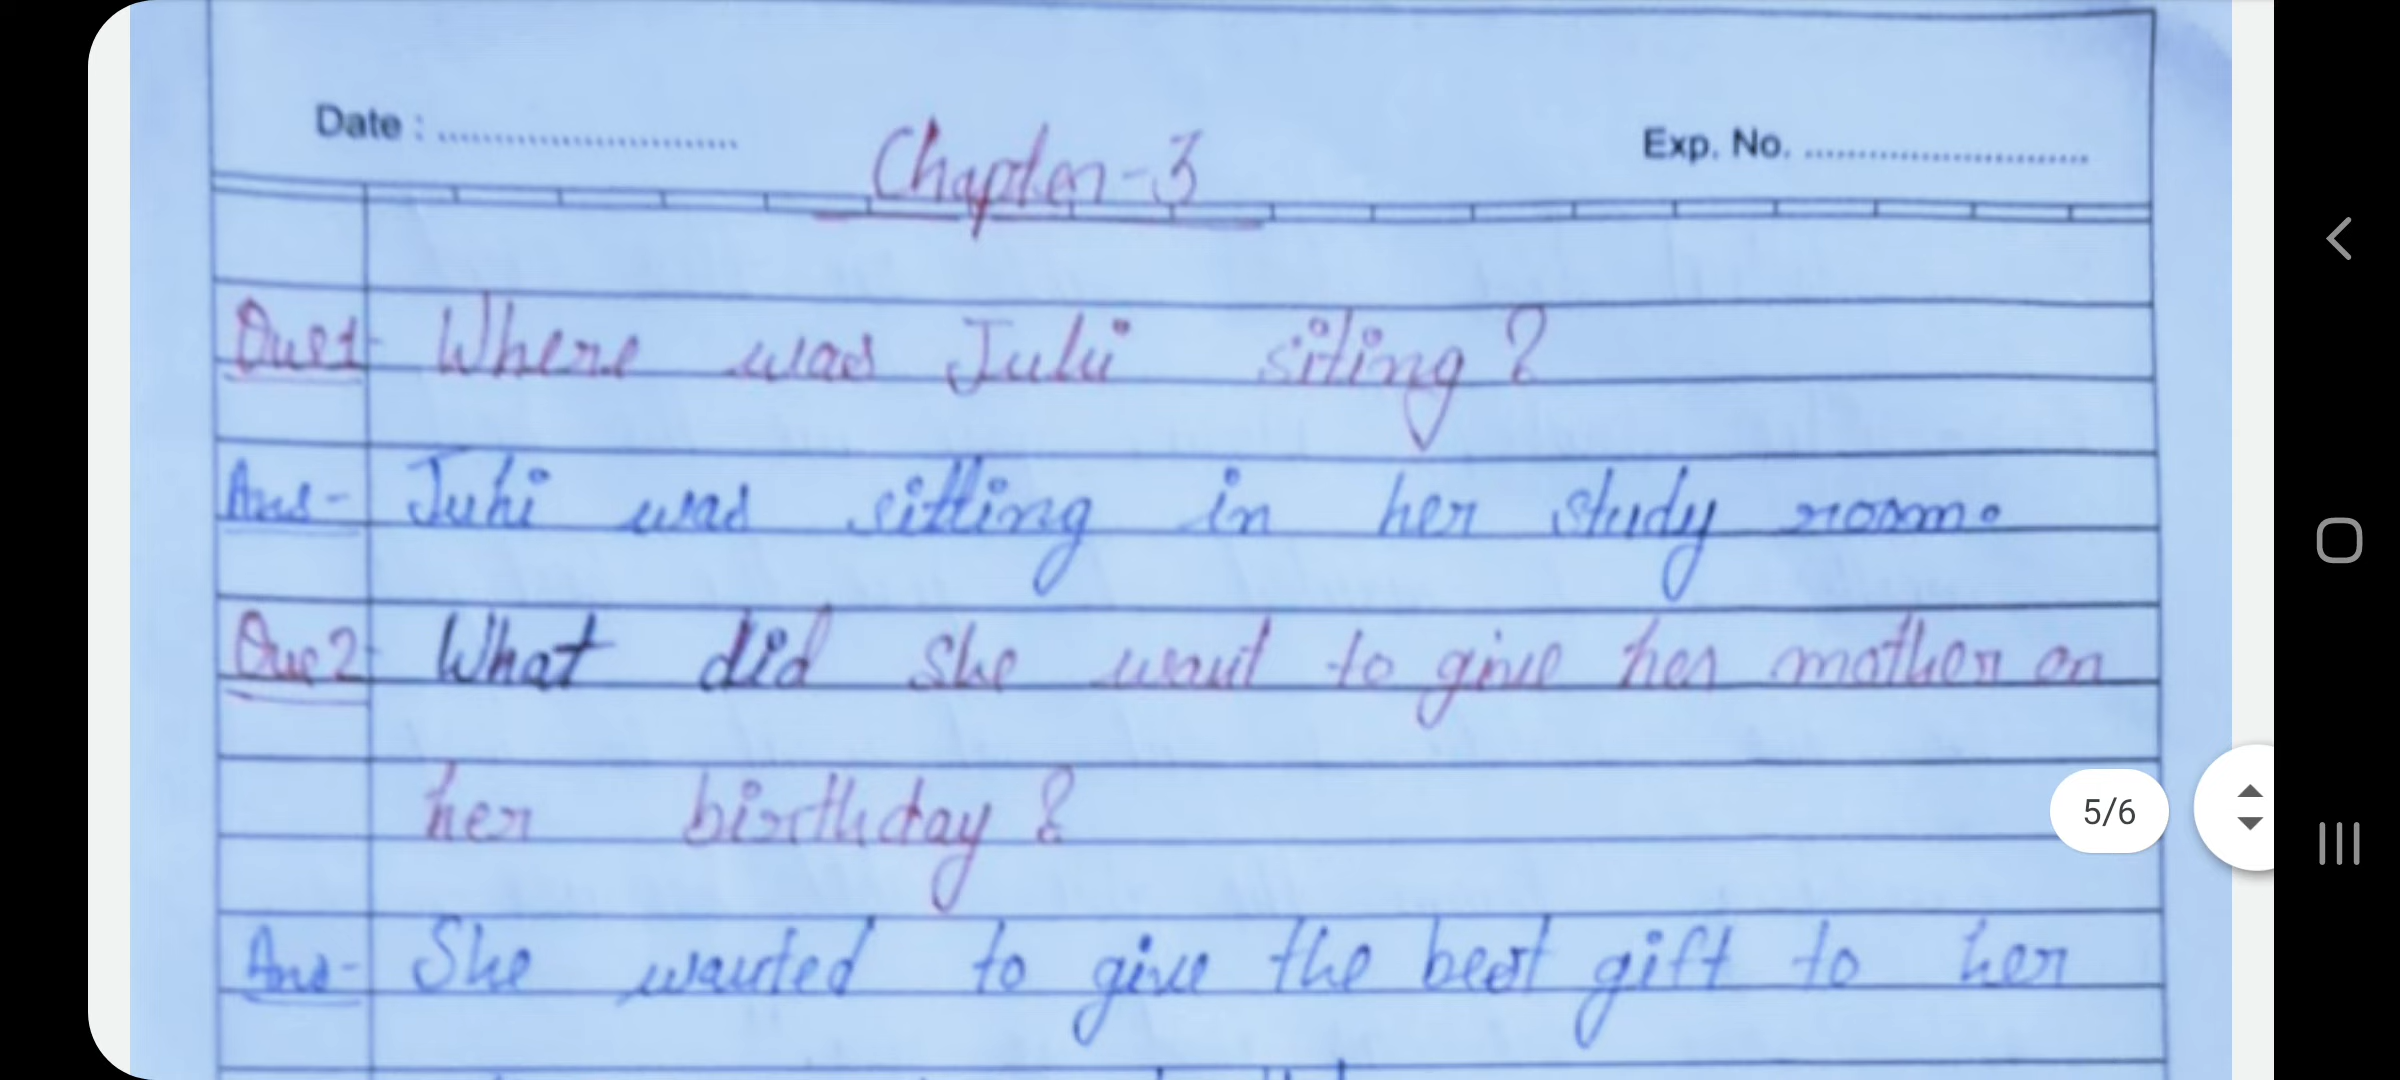 Date : ........................ Chapter-3 Exp. No. ........................
Que1- Where was Juhi siting ?
Ans- Juhi was sitting in her study room.
Que2- What did she want to give her mother on
her birthday ?
5/6
Ans- She wanted to give the best gift to her